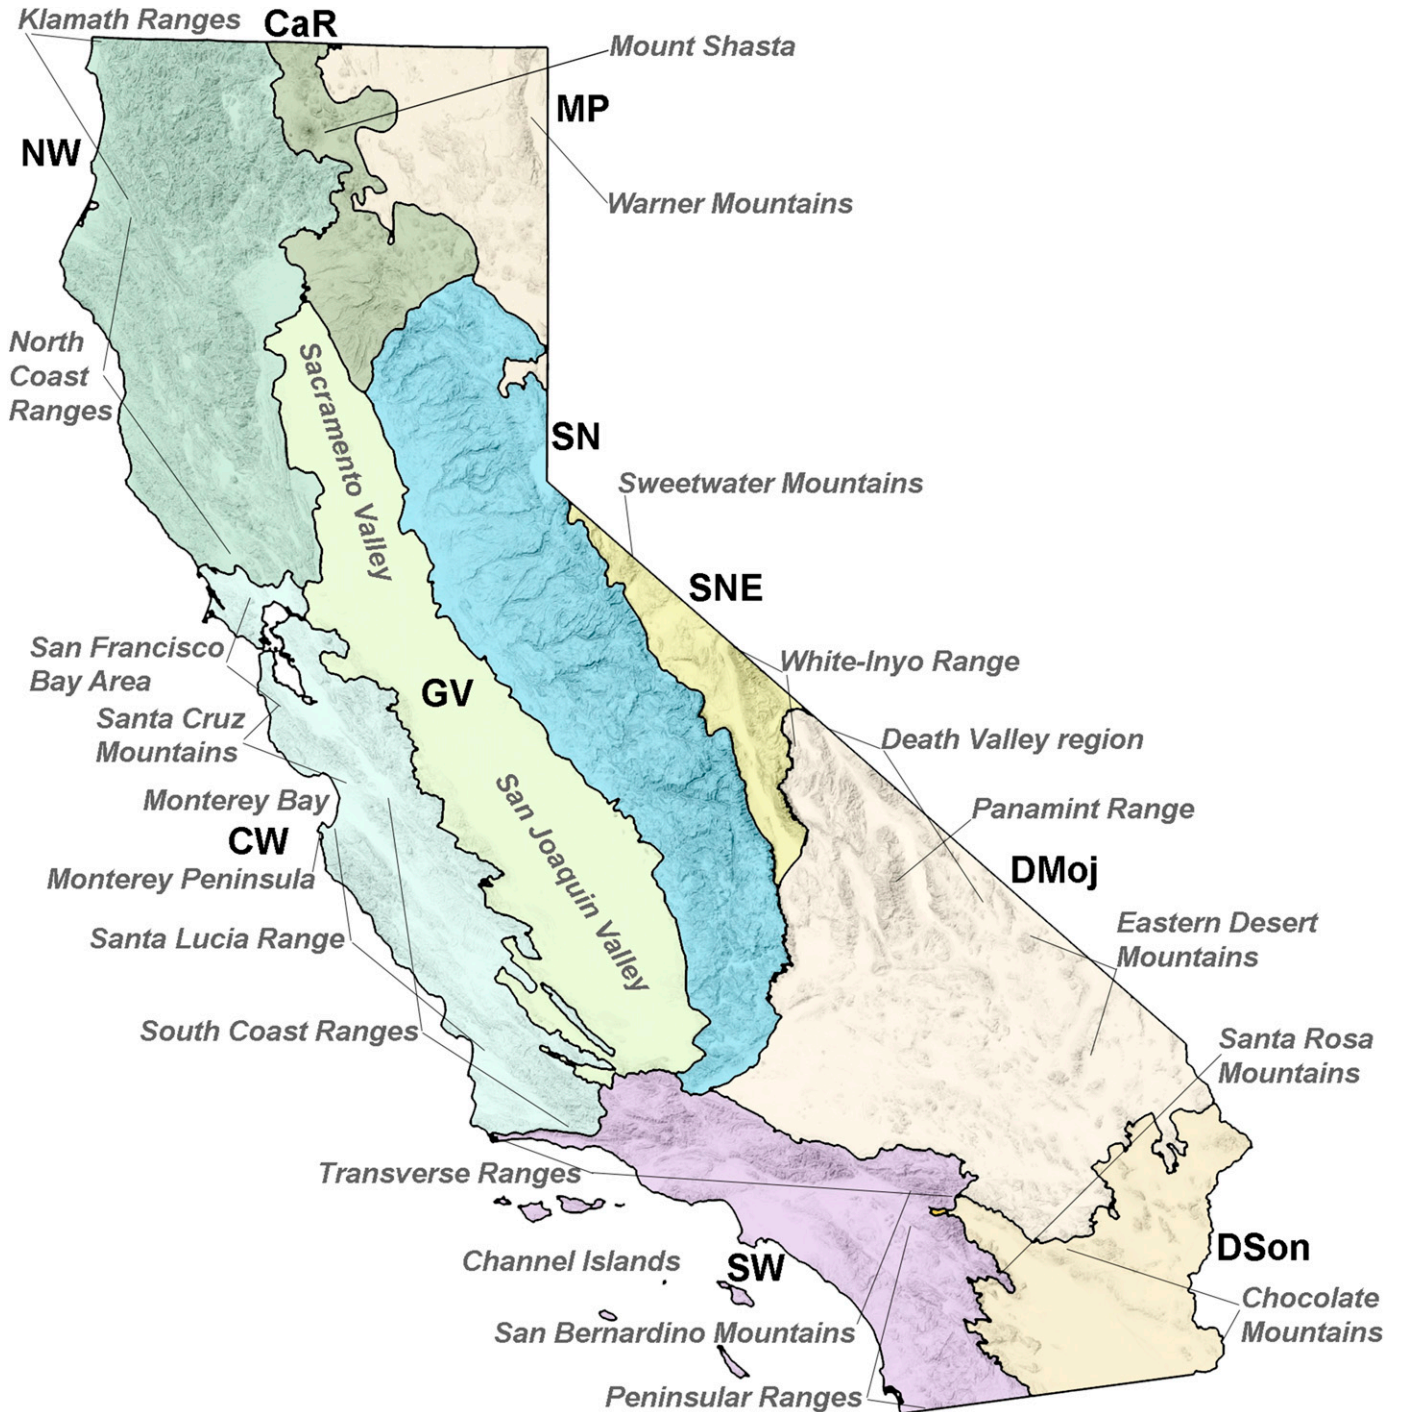 Klamath Ranges
CaR
Mount Shasta
MP
NW
Warner Mountains
North
Coast
Ranges
Sacramento Valley
SN
Sweetwater Mountains
SNE
San Francisco
Bay Area
White-Inyo Range
GV
Santa Cruz
Mountains
Death Valley region
Monterey Bay
San Joaquin Valley
Panamint Range
CW
DMoj
Monterey Peninsula
Eastern Desert
Mountains
Santa Lucia Range
South Coast Ranges
Santa Rosa
Mountains
Transverse Ranges
Channel Islands
SW
DSon
Chocolate
Mountains
San Bernardino Mountains
Peninsular Ranges